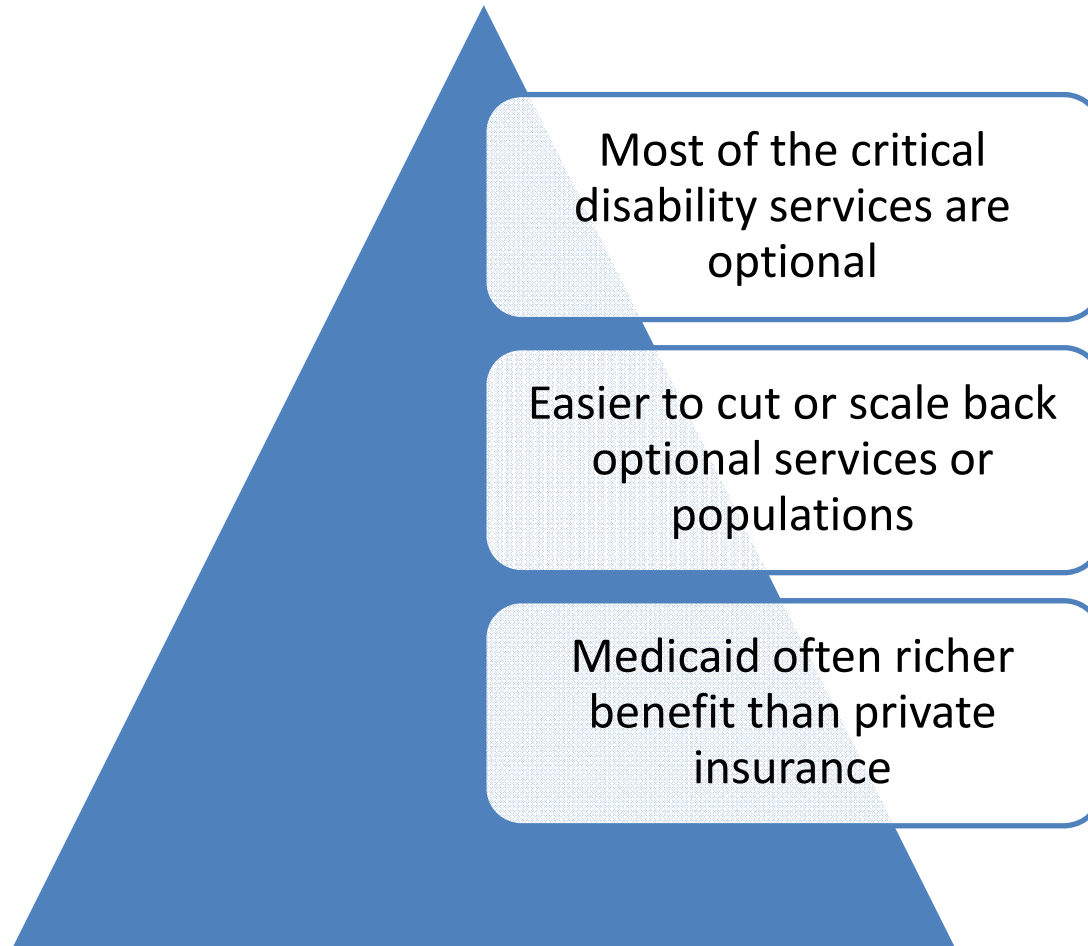 Most of the critical
disability services are
optional
Easier to cut or scale back
optional services or
populations
Medicaid often richer
benefit than private
insurance